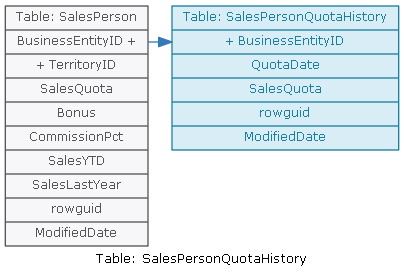 Table: SalesPerson
BusinessEntityID +
+ TerritoryID
SalesQuota
Bonus
CommissionPct
SalesYTD
SalesLastYear
rowguid
ModifiedDate
Table: SalesPersonQuotaHistory
+ BusinessEntityID
QuotaDate
SalesQuota
rowguid
ModifiedDate
Table: SalesPersonQuotaHistory